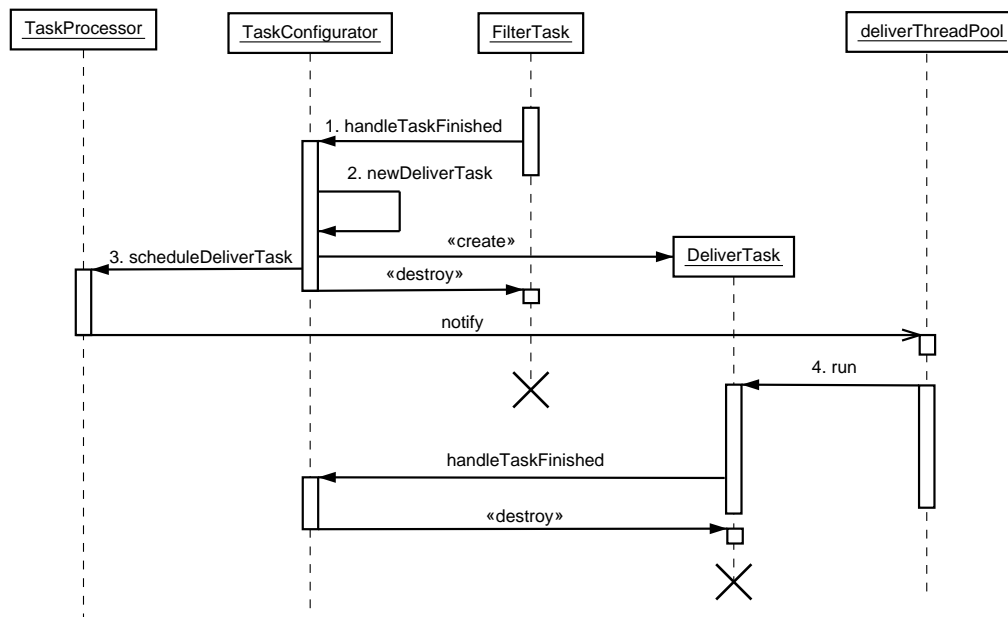 TaskProcessor
TaskConfigurator
FilterTask
deliverThreadPool
1. handleTaskFinished
2. newDeliverTask
«create»
DeliverTask
3. scheduleDeliverTask
«destroy»
notify
4. run
handleTaskFinished
«destroy»